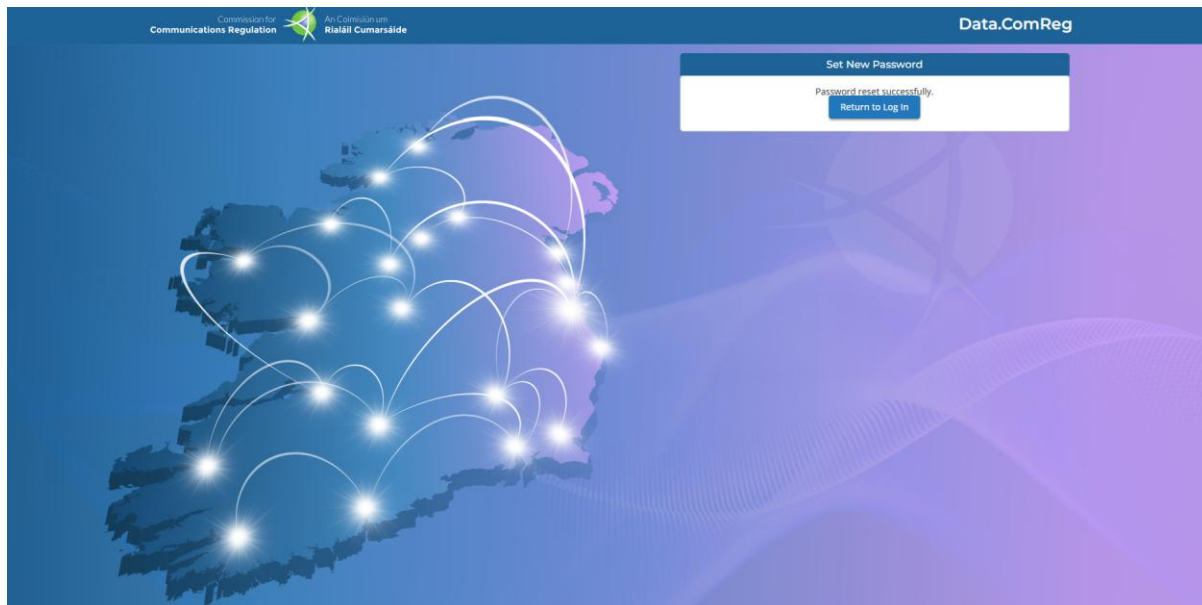 Commission for
Communications Regulation
An Coimisiún um
Rialáil Cumarsáide
Data.ComReg
Set New Password
Password reset successfully.
Return to Log In